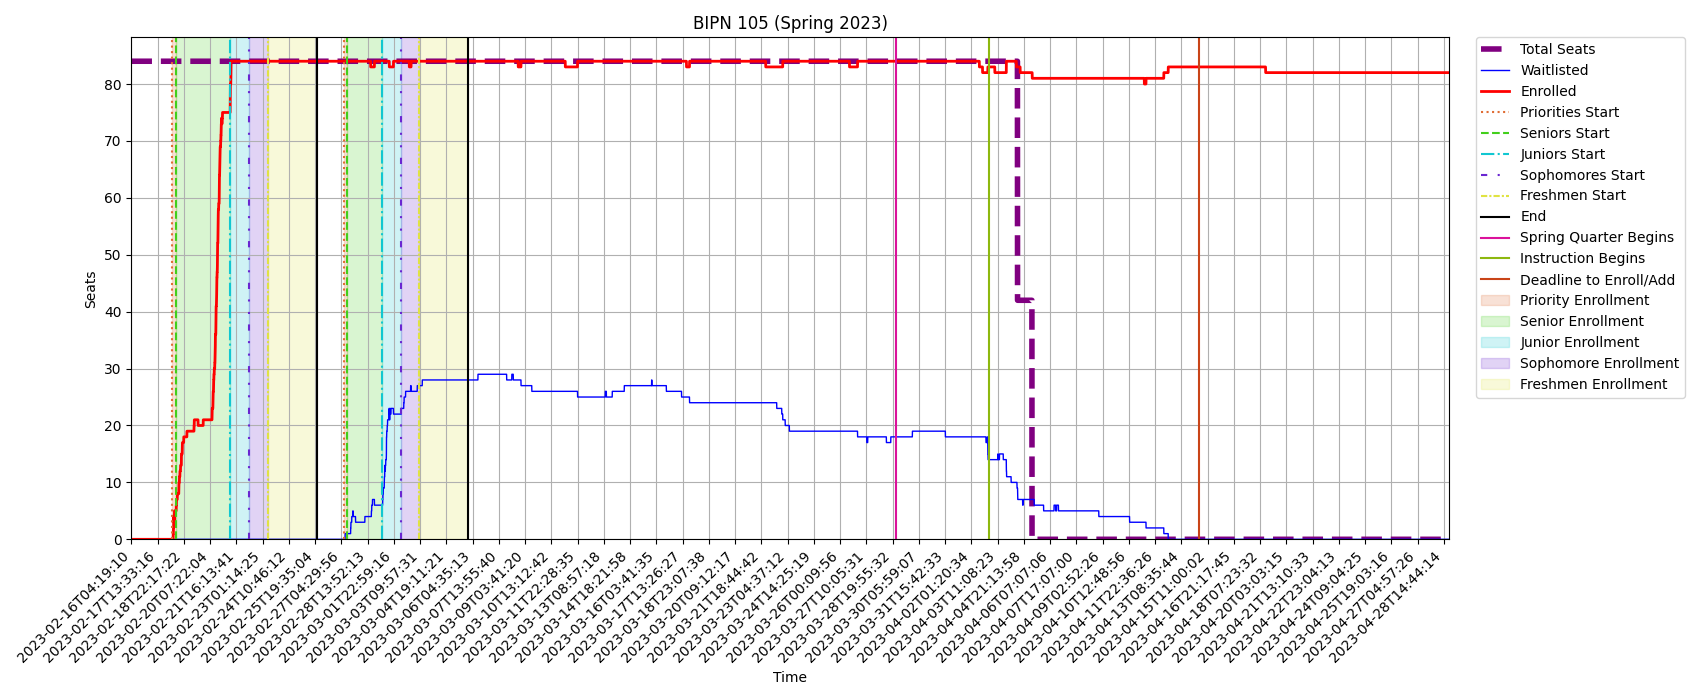 BIPN 105 (Spring 2023)
Seats
80
70
60
50
40
30
20
10
0
2023-02-16T04:19:10
2023-02-17T13:33:16
2023-02-18T22:17:22
2023-02-20T07:22:04
2023-02-21T16:13:41
2023-02-23T01:14:25
2023-02-24T10:46:12
2023-02-25T19:35:04
2023-02-27T04:29:56
2023-02-28T13:52:13
2023-03-01T22:59:16
2023-03-03T09:57:31
2023-03-04T19:11:21
2023-03-06T04:35:13
2023-03-07T13:55:40
2023-03-09T03:41:20
2023-03-10T13:12:42
2023-03-11T22:28:35
2023-03-13T08:57:18
2023-03-14T18:21:58
2023-03-16T03:41:35
2023-03-17T13:26:27
2023-03-18T23:07:38
2023-03-20T09:12:17
2023-03-21T18:44:42
2023-03-23T04:37:12
2023-03-24T14:25:19
2023-03-26T00:09:56
2023-03-27T10:05:31
2023-03-28T19:55:32
2023-03-30T05:59:07
2023-03-31T15:42:33
2023-04-02T01:20:34
2023-04-03T11:08:23
2023-04-04T21:13:58
2023-04-06T07:07:06
2023-04-07T17:07:00
2023-04-09T02:52:26
2023-04-10T12:48:56
2023-04-11T22:36:26
2023-04-13T08:35:44
2023-04-15T11:00:02
2023-04-16T21:17:45
2023-04-18T07:23:32
2023-04-20T03:03:15
2023-04-21T13:10:33
2023-04-22T23:04:13
2023-04-24T09:04:25
2023-04-25T19:03:16
2023-04-27T04:57:26
2023-04-28T14:44:14
Time
Total Seats
Waitlisted
Enrolled
Priorities Start
Seniors Start
Juniors Start
Sophomores Start
Freshmen Start
End
Spring Quarter Begins
Instruction Begins
Deadline to Enroll/Add
Priority Enrollment
Senior Enrollment
Junior Enrollment
Sophomore Enrollment
Freshmen Enrollment